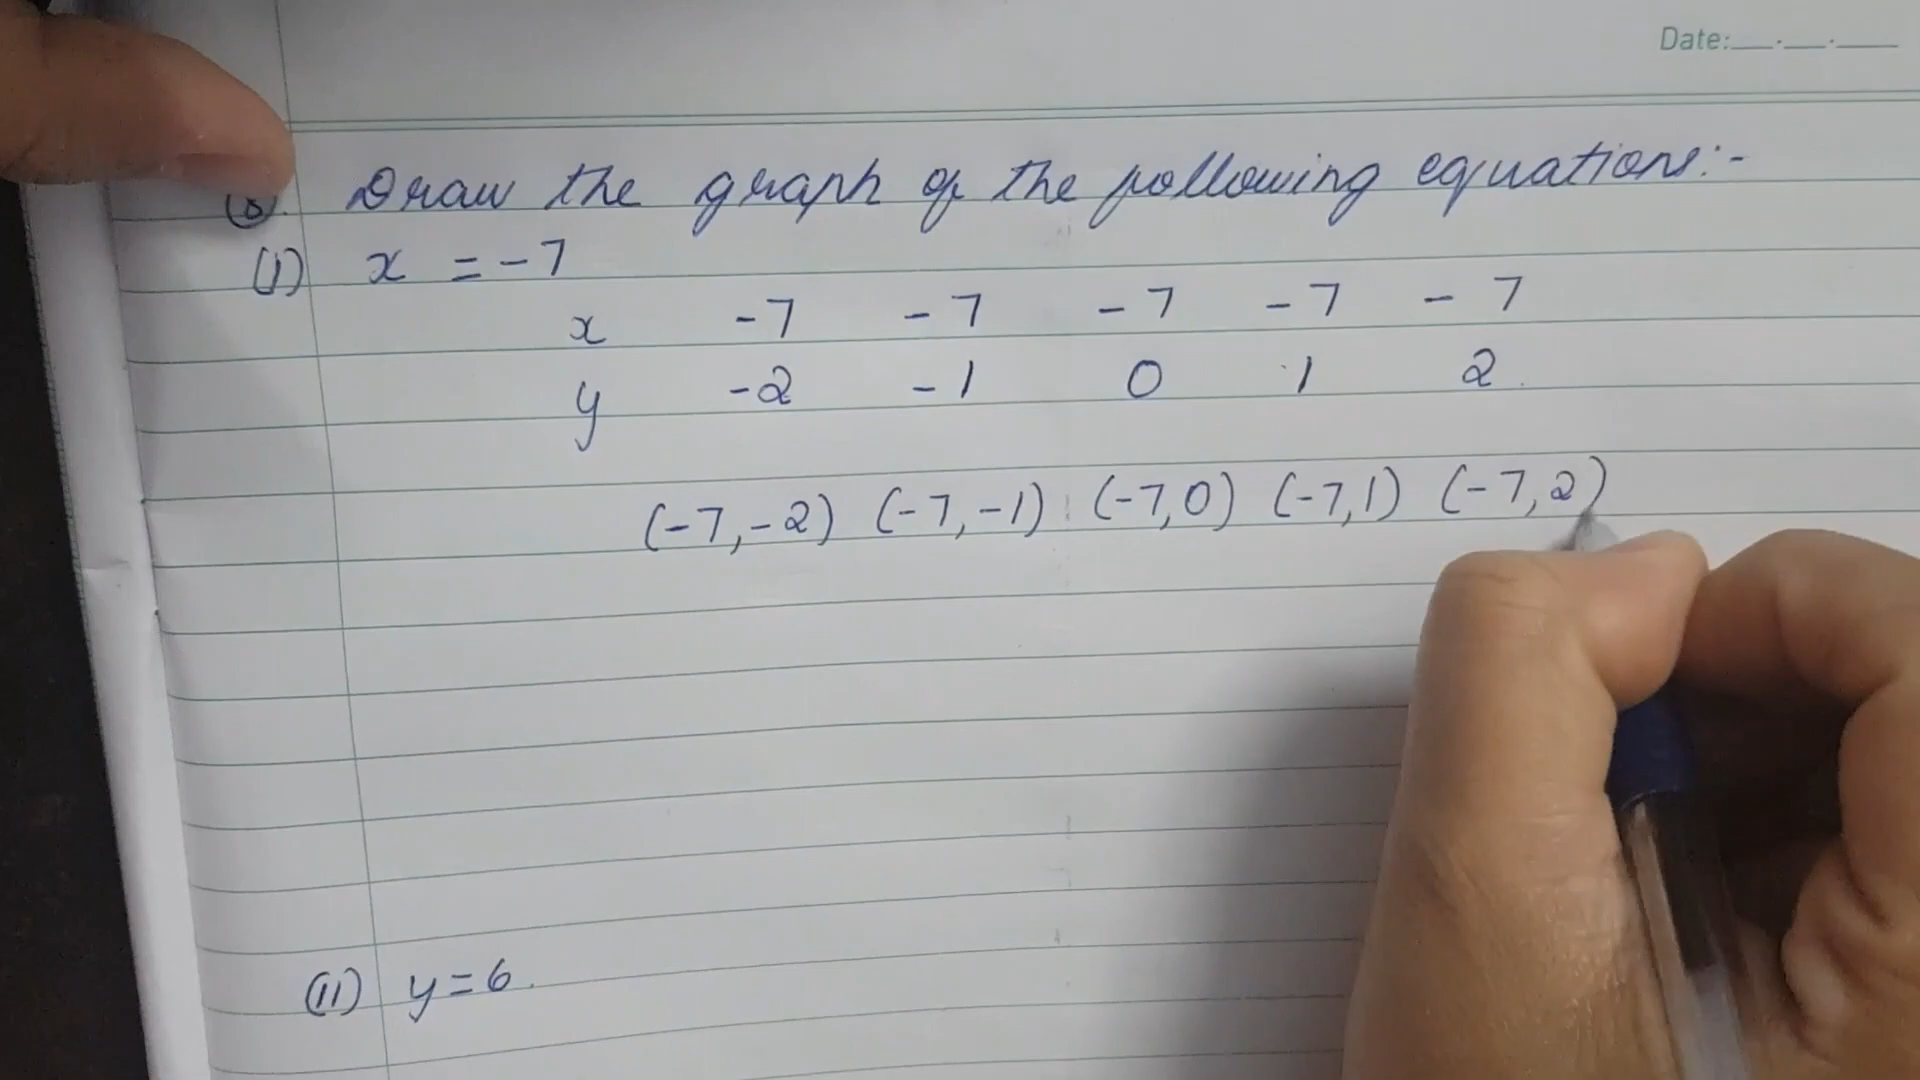 Date:
Draw the graph of the following equations:-
(I) x = -7
x -7 -7 -7 -7 -7
y -2 -1 0 1 2
(-7,-2) (-7,-1) (-7,0) (-7,1) (-7,2)
(II) y=6.